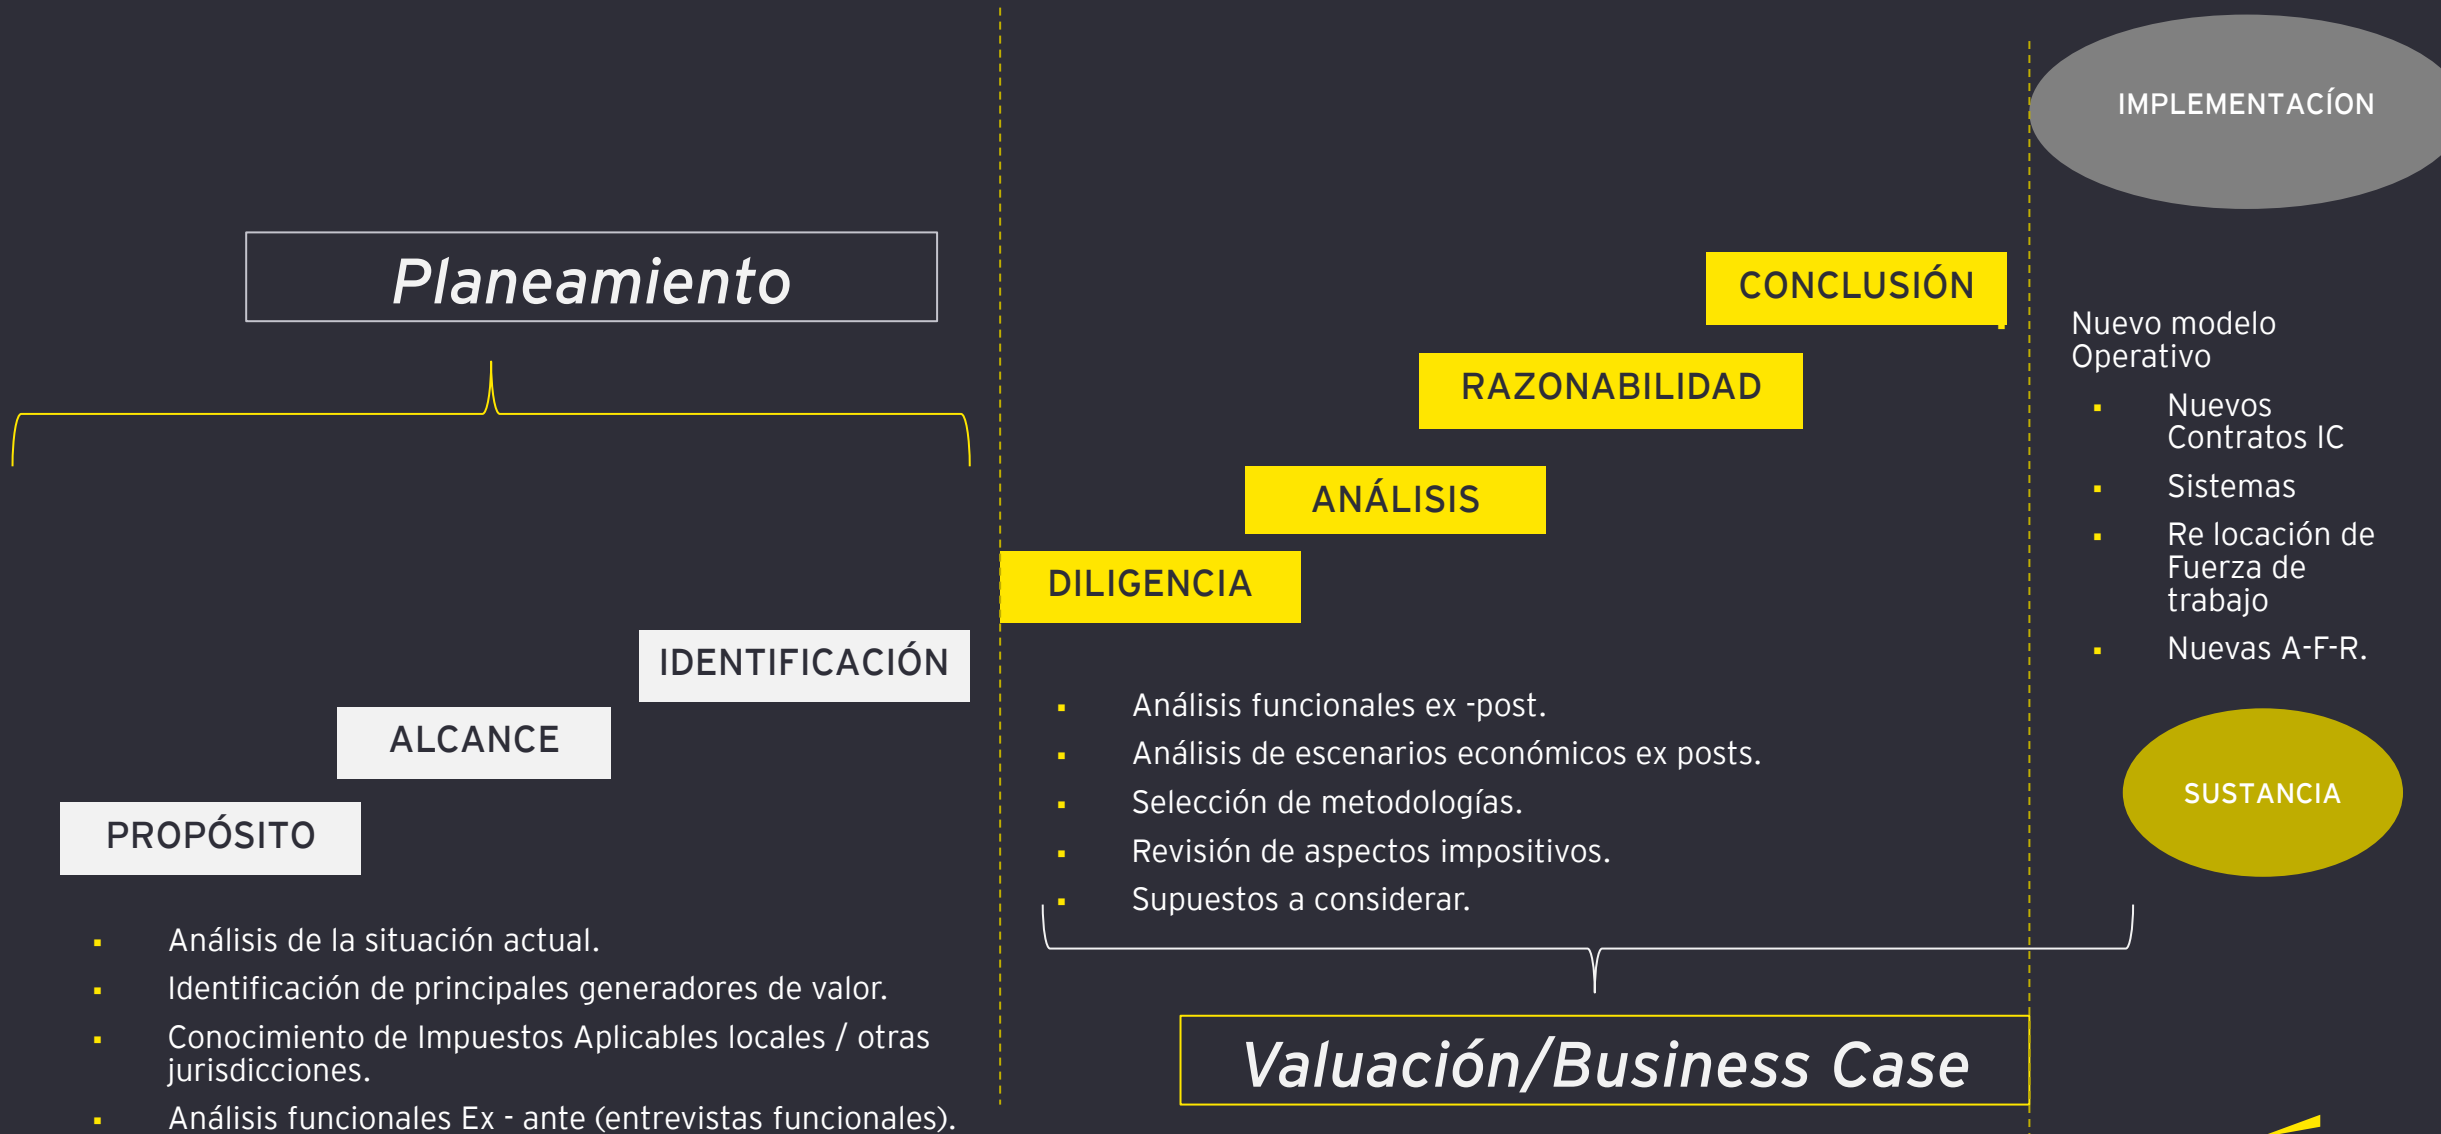 Planeamiento
IDENTIFICACIÓN
ALCANCE
PROPÓSITO
▪ Análisis de la situación actual.
▪ Identificación de principales generadores de valor.
▪ Conocimiento de Impuestos Aplicables locales / otras
jurisdicciones.
▪ Análisis funcionales Ex - ante (entrevistas funcionales).
CONCLUSIÓN
RAZONABILIDAD
ANÁLISIS
DILIGENCIA
▪ Análisis funcionales ex -post.
▪ Análisis de escenarios económicos ex posts.
▪ Selección de metodologías.
▪ Revisión de aspectos impositivos.
▪ Supuestos a considerar.
Valuación/Business Case
IMPLEMENTACÍON
Nuevo modelo
Operativo
▪ Nuevos
Contratos IC
▪ Sistemas
▪ Re locación de
Fuerza de
trabajo
▪ Nuevas A-F-R.
SUSTANCIA